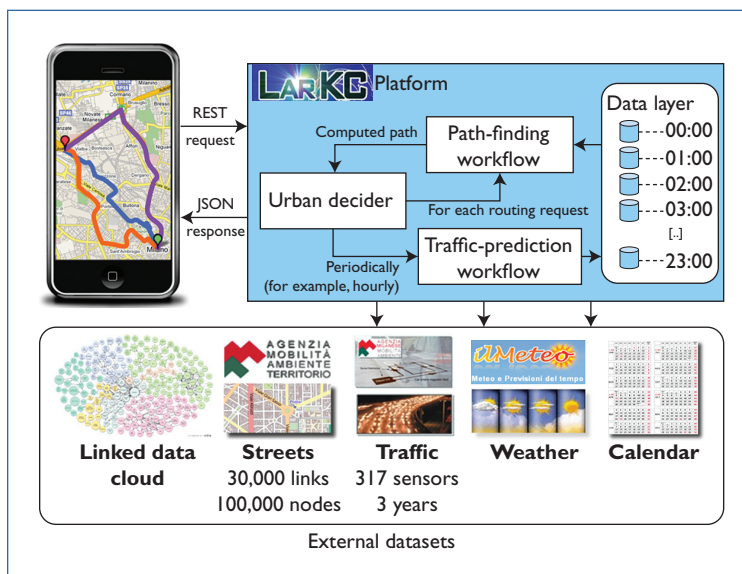 LarKC Platform
Data layer
REST
request
JSON
response
Computed path
Path-finding
workflow
Urban decider
For each routing request
Traffic-prediction
workflow
Periodically
(for example, hourly)
00:00
01:00
02:00
03:00
[..]
23:00
Milano
AGENZIA
MOBILITÀ
AMBIENTE
TERRITORIO
ilMeteo
Meteo e Previsioni del tempo
Linked data
cloud
Streets
30,000 links
100,000 nodes
Traffic
317 sensors
3 years
Weather
Calendar
External datasets